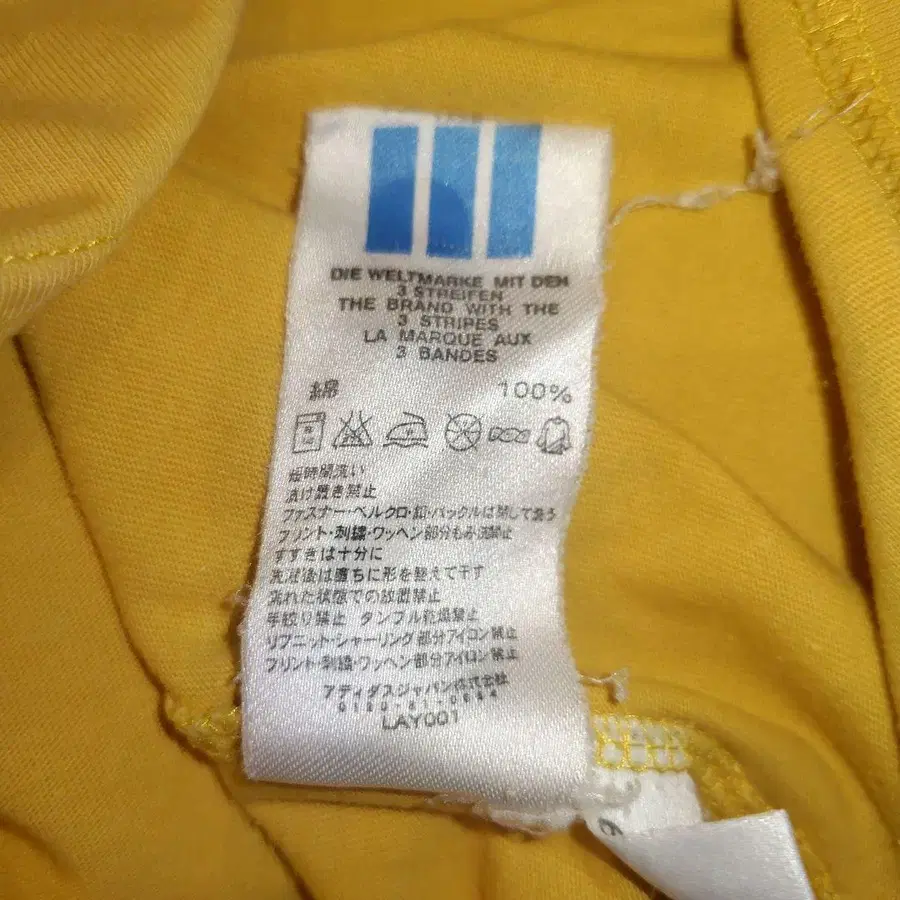 DIE WELTMARKE MIT DEN
3 STREIFEN
THE BRAND WITH THE
3 STRIPES
LA MARQUE AUX
3 BANDES
綿 100%
短時間洗い
漬け置き禁止
ファスナー・ベルクロ・釦・バックルは閉じて洗う
プリント・刺繍・ワッペン部分もみ洗禁止
すすぎは十分に
洗濯後は直ちに形を整えて干す
濡れた状態での放置禁止
手絞り禁止 タンブル乾燥禁止
リブニット・シャーリング部分アイロン禁止
プリント・刺繍・ワッペン部分アイロン禁止
アディダスジャパン株式会社
LAY001